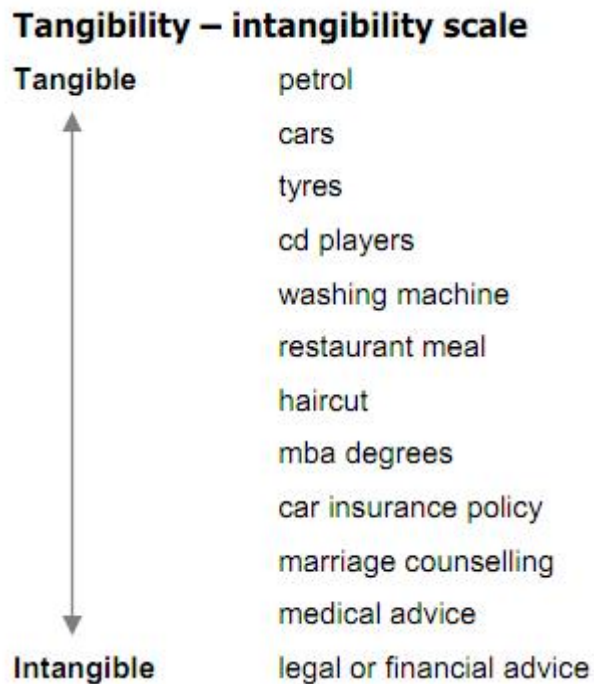 Tangibility – intangibility scale
Tangible petrol
cars
tyres
cd players
washing machine
restaurant meal
haircut
mba degrees
car insurance policy
marriage counselling
medical advice
Intangible legal or financial advice